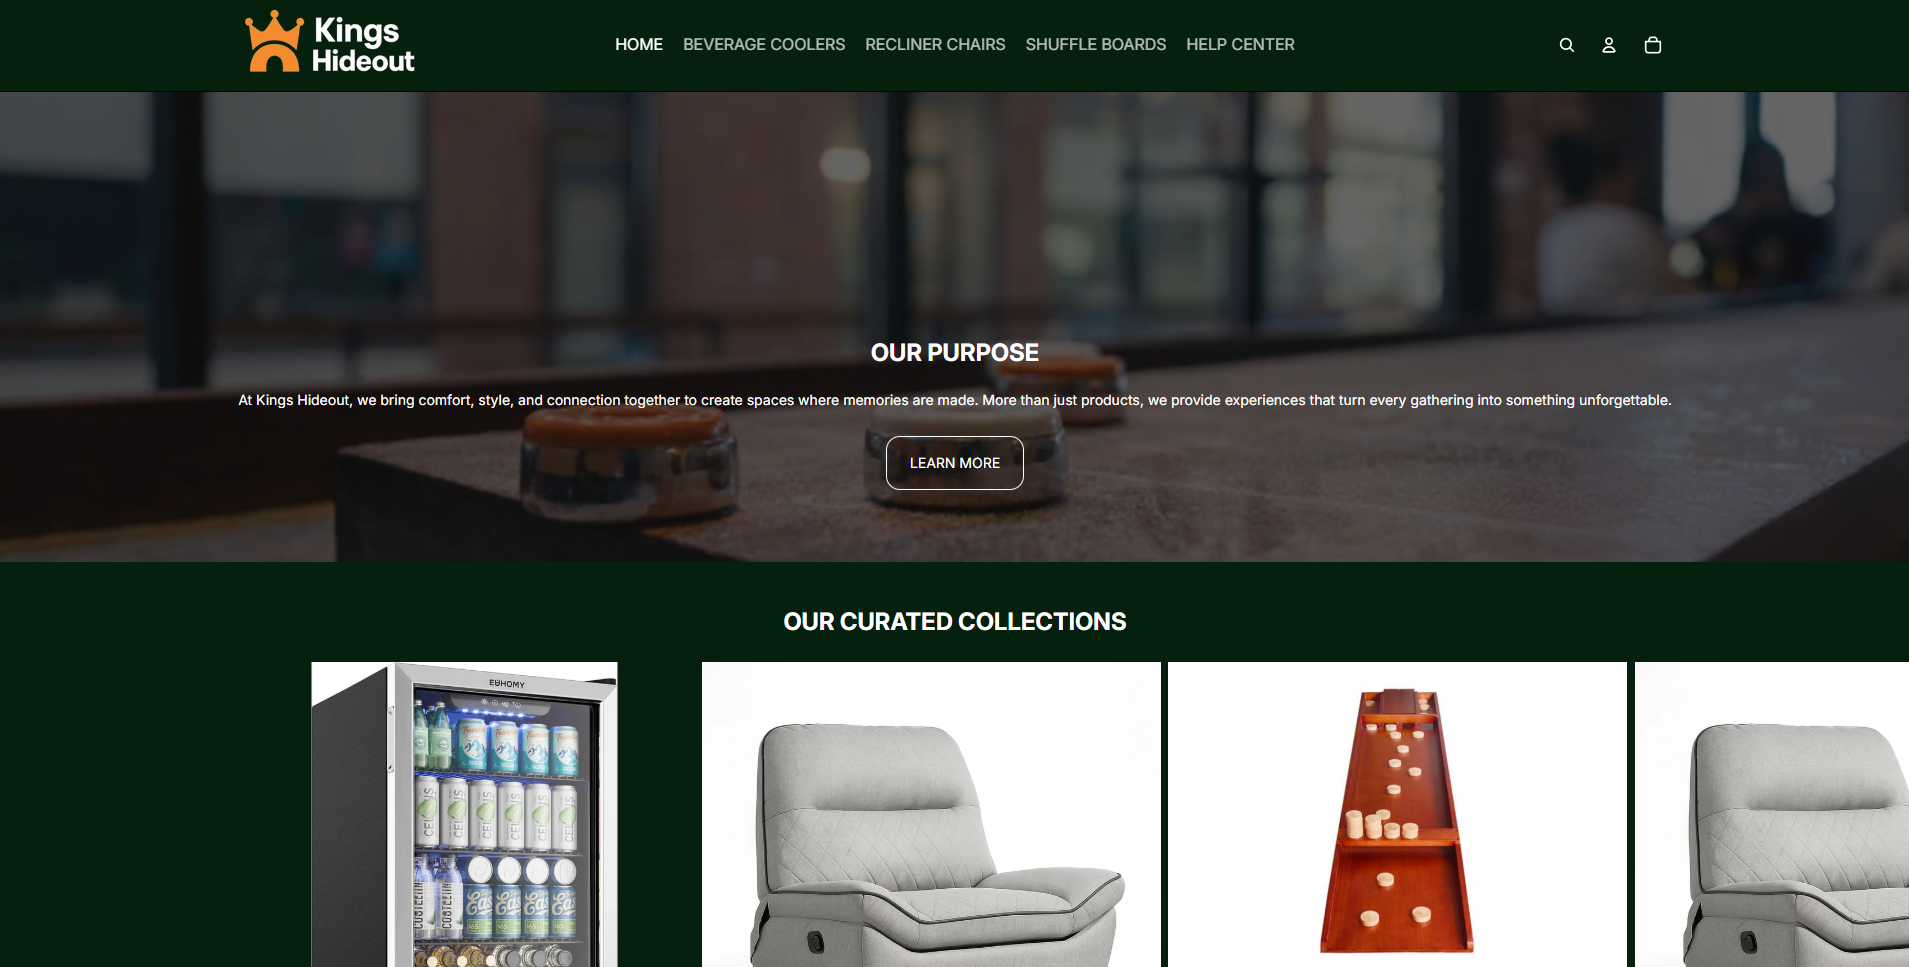 Kings
Hideout
HOME BEVERAGE COOLERS RECLINER CHAIRS SHUFFLE BOARDS HELP CENTER
OUR PURPOSE
At Kings Hideout, we bring comfort, style, and connection together to create spaces where memories are made. More than just products, we provide experiences that turn every gathering into something unforgettable.
LEARN MORE
OUR CURATED COLLECTIONS
EUHOMY